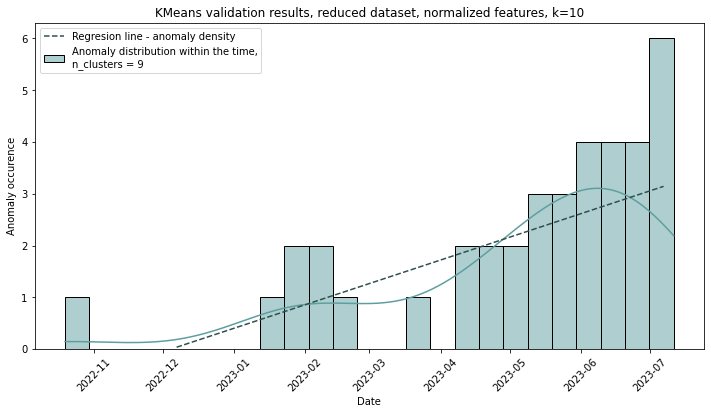 KMeans validation results, reduced dataset, normalized features, k=10
Regresion line - anomaly density
Anomaly distribution within the time,
n_clusters = 9
Anomaly occurence
6
5
4
3
2
1
0
2022-11
2022-12
2023-01
2023-02
2023-03
2023-04
2023-05
2023-06
2023-07
Date